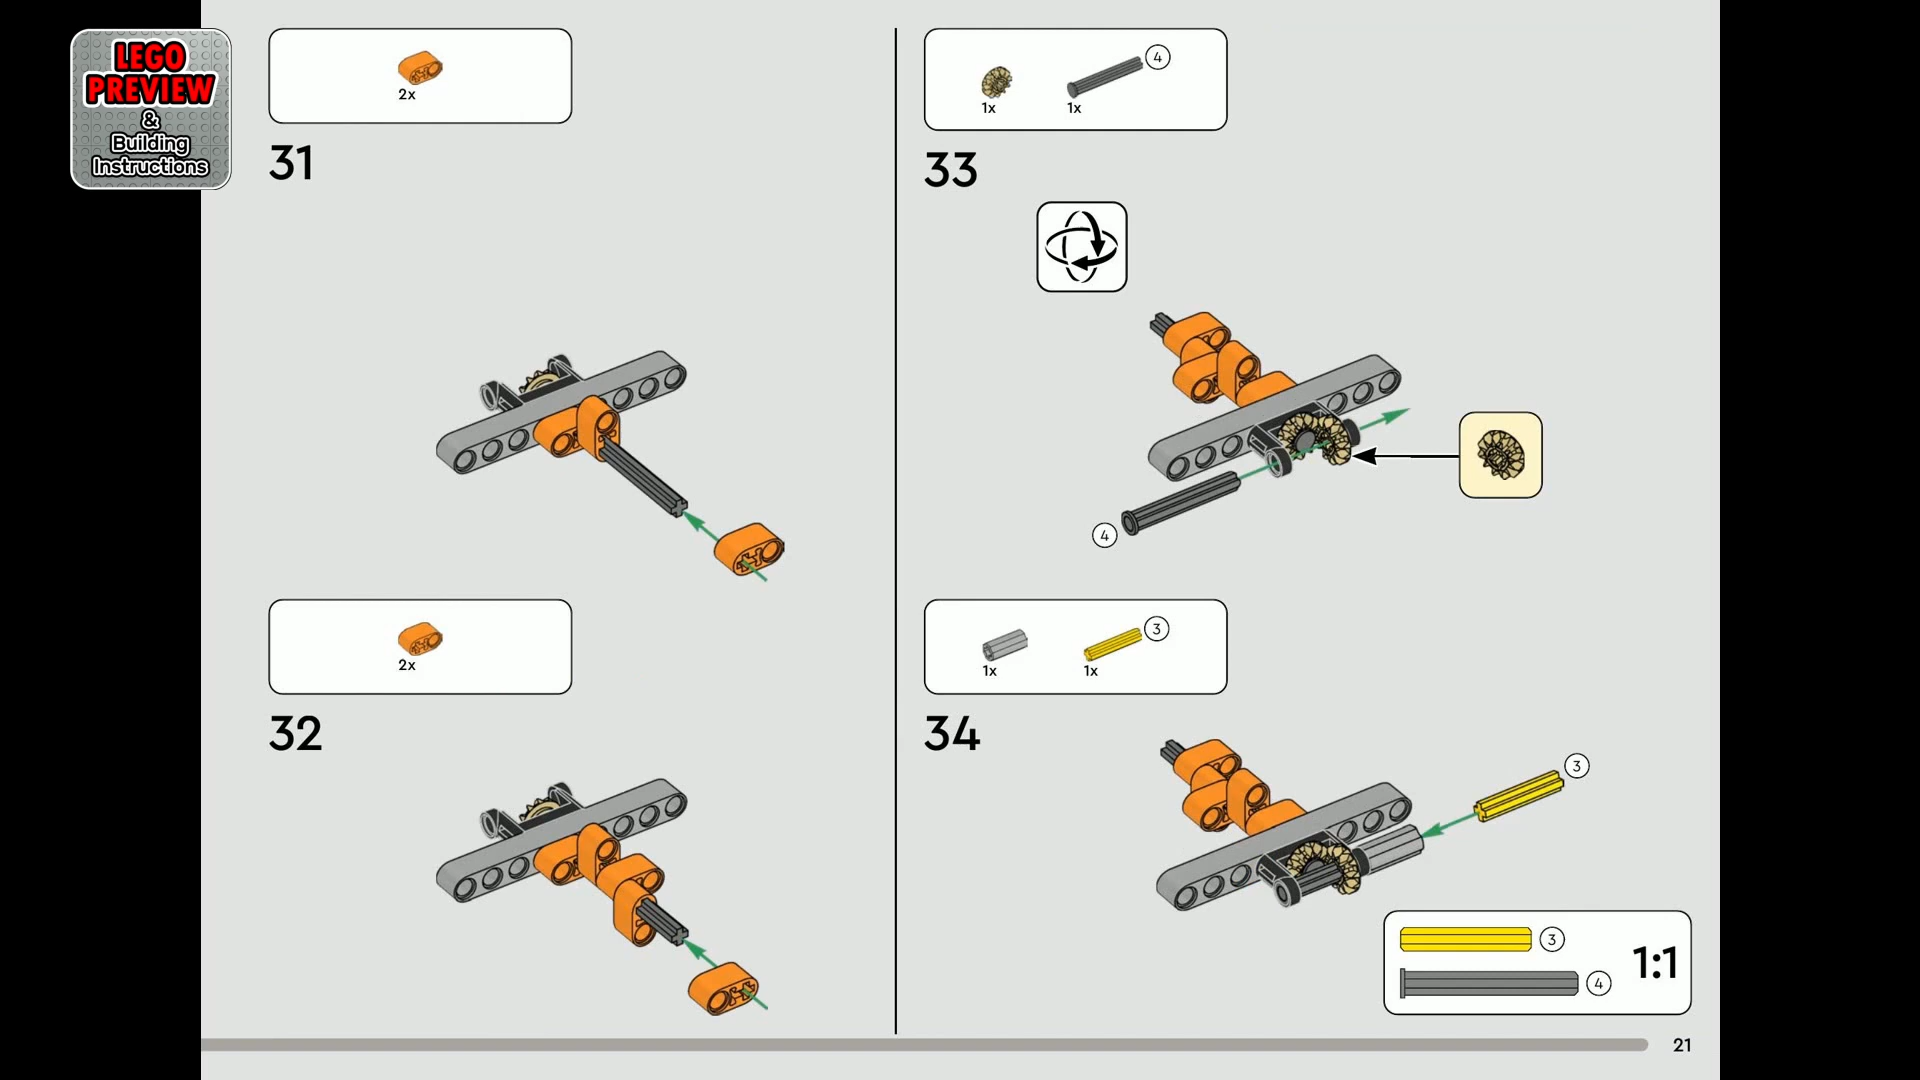 LEGO
PREVIEW
&
Building
Instructions
2x
31
2x
32
1x
1x
4
33
4
1x
1x
3
34
3
3
4
1:1
21